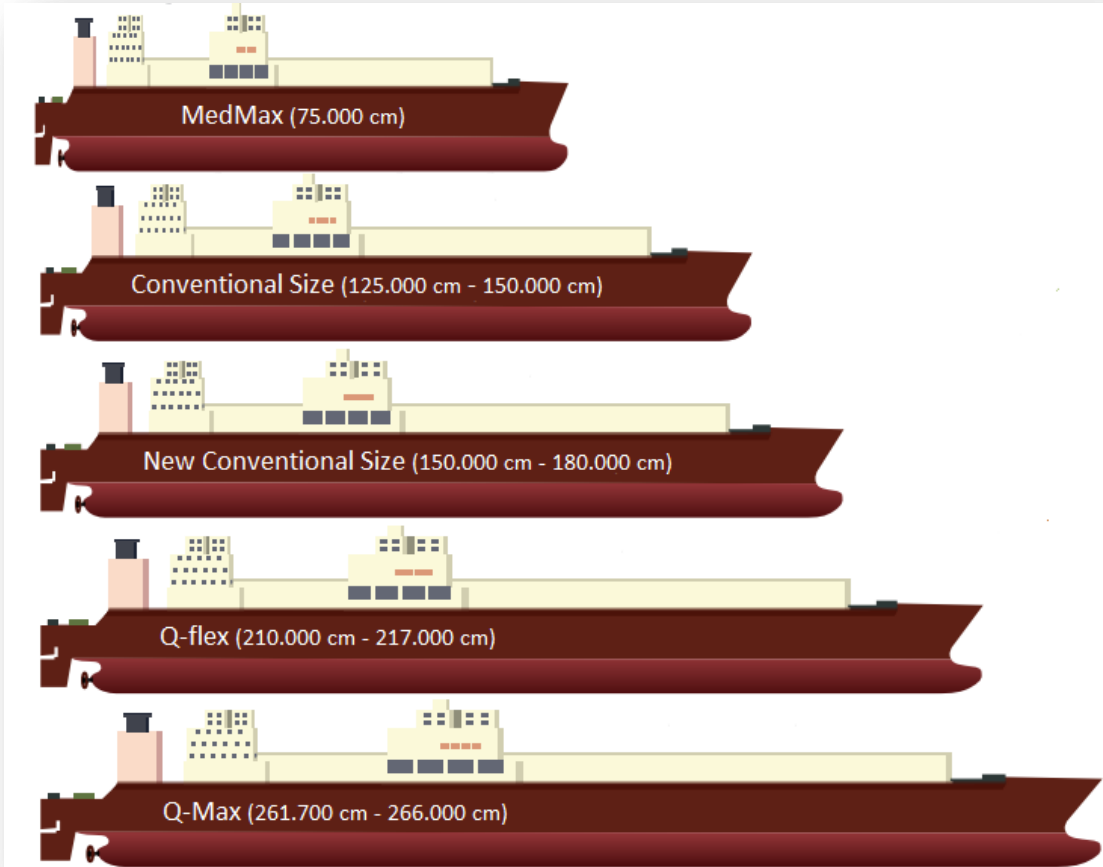 MedMax (75.000 cm)
Conventional Size (125.000 cm - 150.000 cm)
New Conventional Size (150.000 cm - 180.000 cm)
Q-flex (210.000 cm - 217.000 cm)
Q-Max (261.700 cm - 266.000 cm)